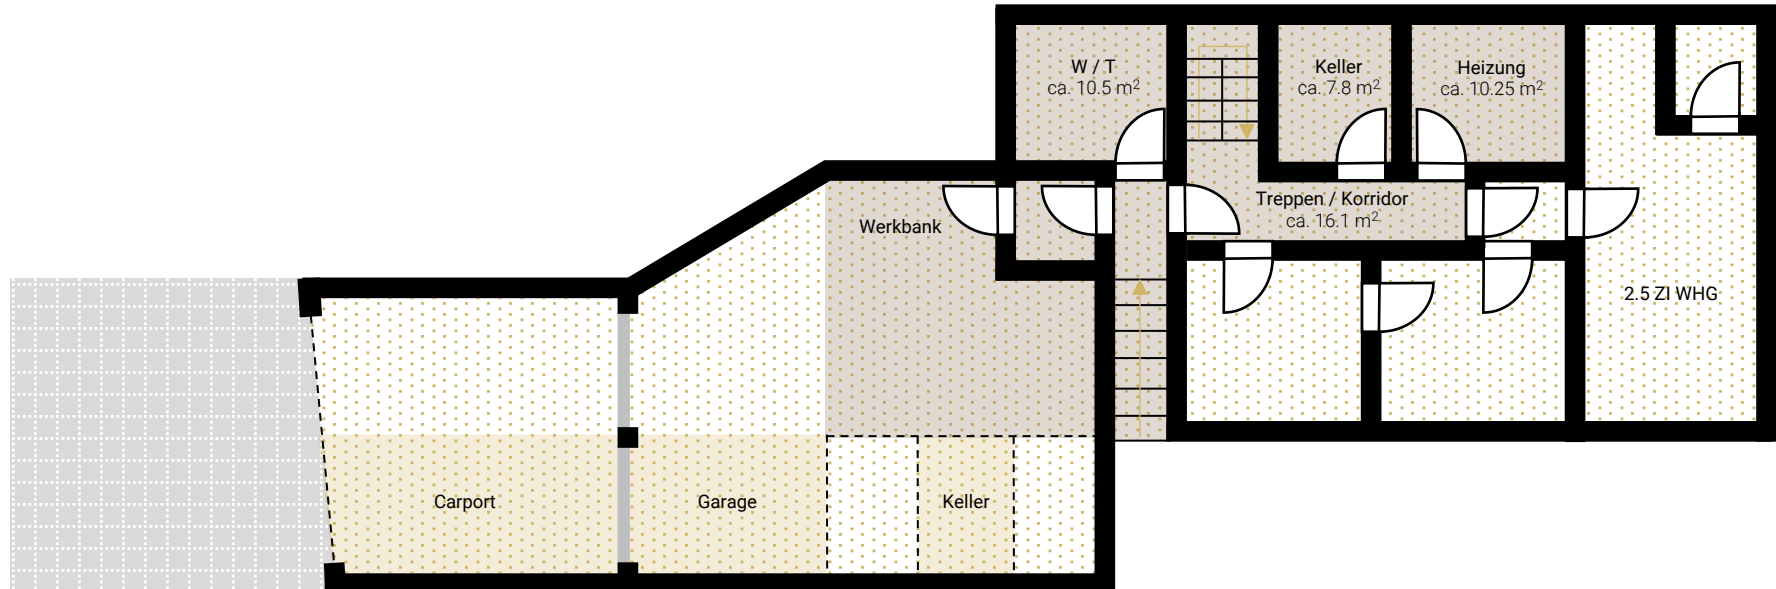 W / T
ca. 10.5 m²
Keller
ca. 7.8 m²
Heizung
ca. 10.25 m²
Treppen / Korridor
ca. 16.1 m²
Werkbank
2.5 ZI WHG
Carport
Garage
Keller